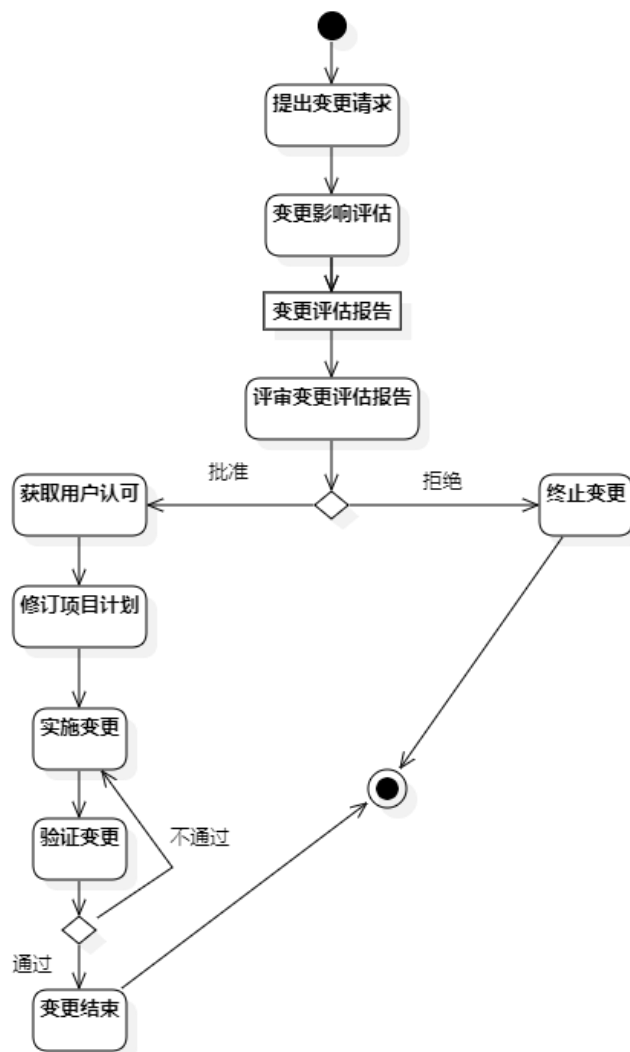 提出变更请求
变更影响评估
变更评估报告
评审变更评估报告
批准
拒绝
获取用户认可
终止变更
修订项目计划
实施变更
验证变更
不通过
通过
变更结束